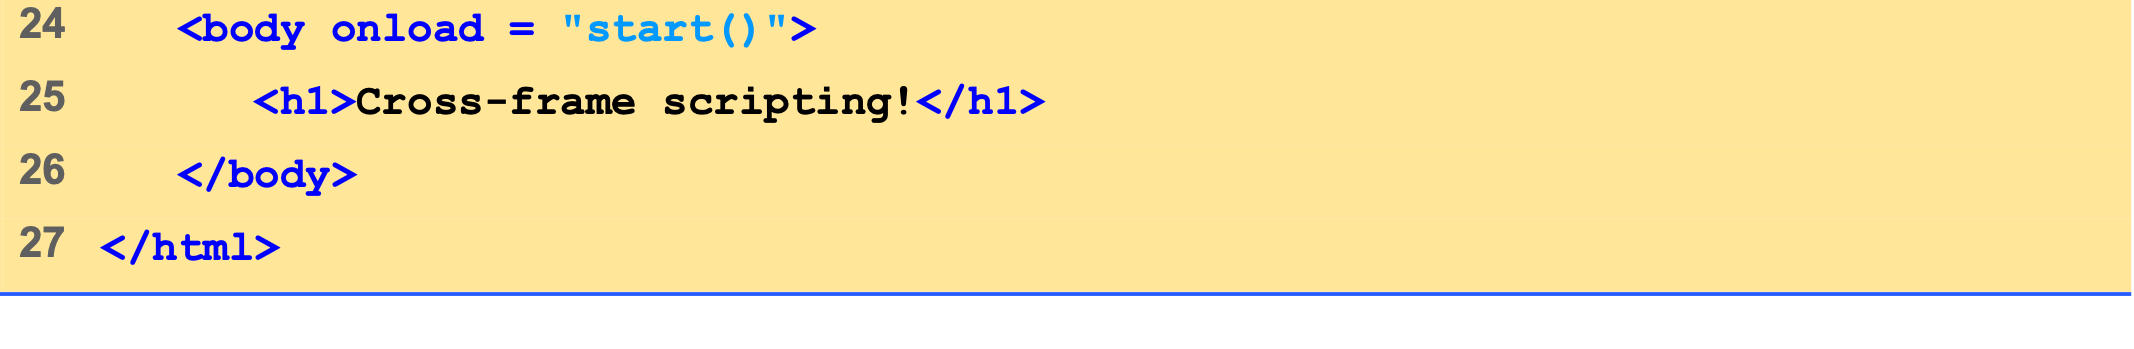 24 <body onload = "start()">
25 <h1>Cross-frame scripting!</h1>
26 </body>
27 </html>